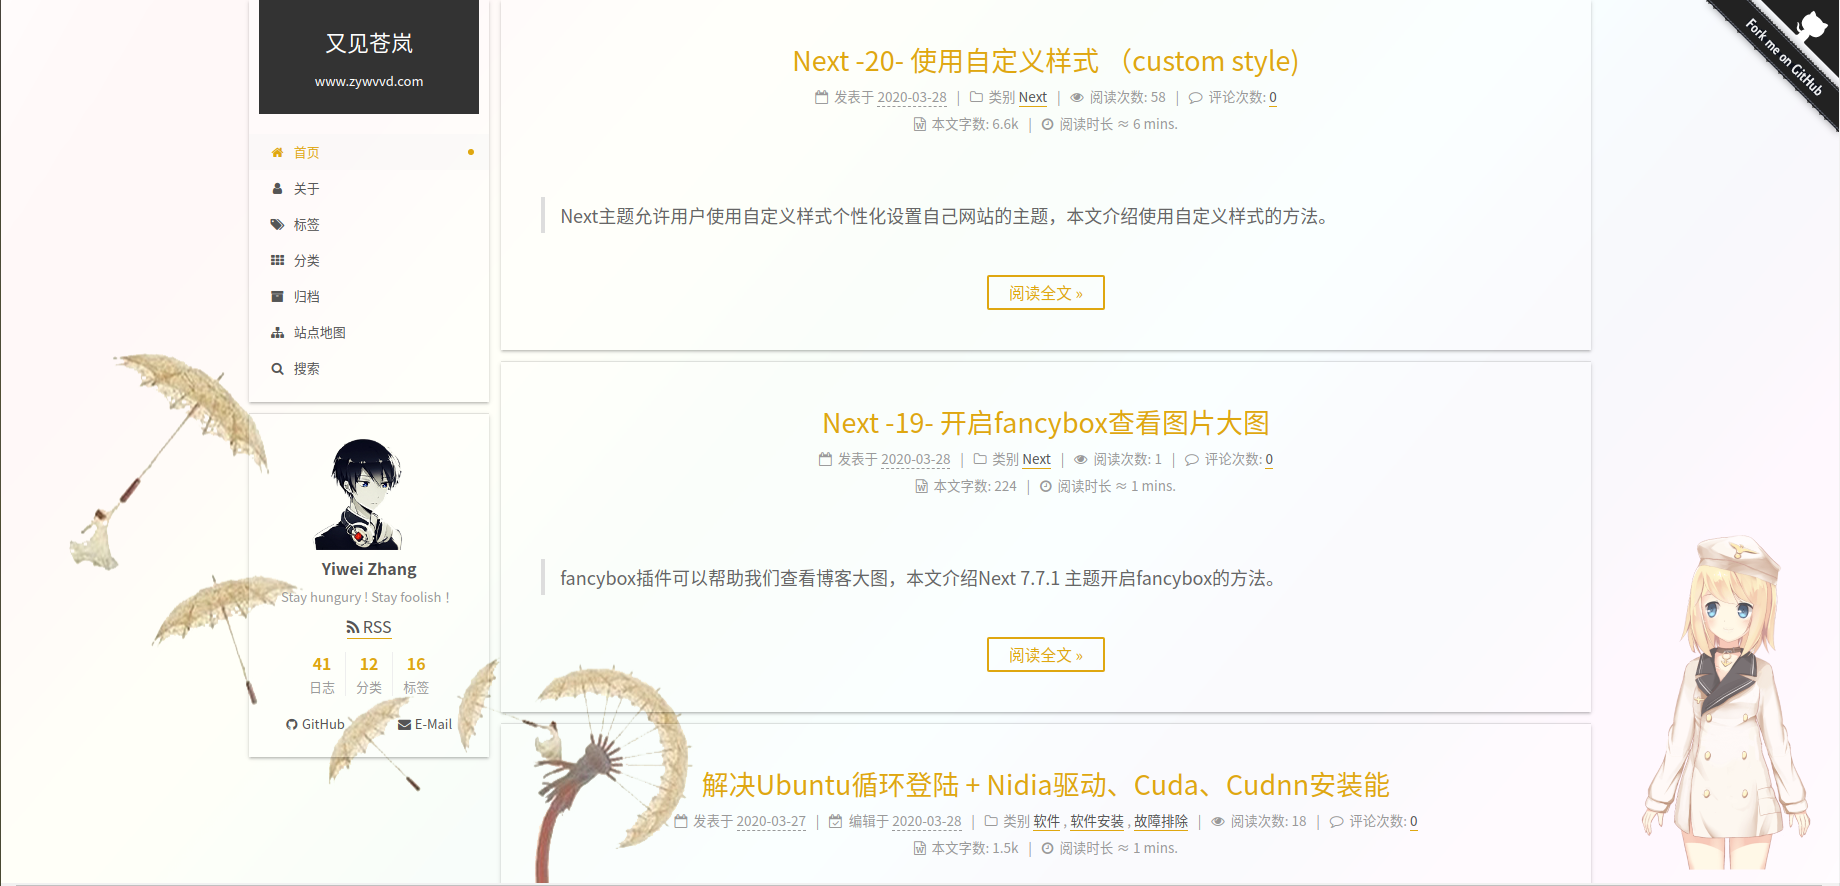 又见苍岚
www.zywvvd.com
首页
关于
标签
分类
归档
站点地图
搜索
Yiwei Zhang
Stay hungury ! Stay foolish !
RSS
41 12 16
日志 分类 标签
GitHub E-Mail
Next -20- 使用自定义样式 （custom style)
发表于 2020-03-28 | 类别 Next | 阅读次数: 58 | 评论次数: 0
本文字数: 6.6k | 阅读时长 ≈ 6 mins.
Next主题允许用户使用自定义样式个性化设置自己网站的主题，本文介绍使用自定义样式的方法。
阅读全文 »
Next -19- 开启fancybox查看图片大图
发表于 2020-03-28 | 类别 Next | 阅读次数: 1 | 评论次数: 0
本文字数: 224 | 阅读时长 ≈ 1 mins.
fancybox插件可以帮助我们查看博客大图，本文介绍Next 7.7.1 主题开启fancybox的方法。
阅读全文 »
解决Ubuntu循环登陆 + Nidia驱动、Cuda、Cudnn安装能
发表于 2020-03-27 | 编辑于 2020-03-28 | 类别 软件 , 软件安装 , 故障排除 | 阅读次数: 18 | 评论次数: 0
本文字数: 1.5k | 阅读时长 ≈ 1 mins.
Fork me on GitHub